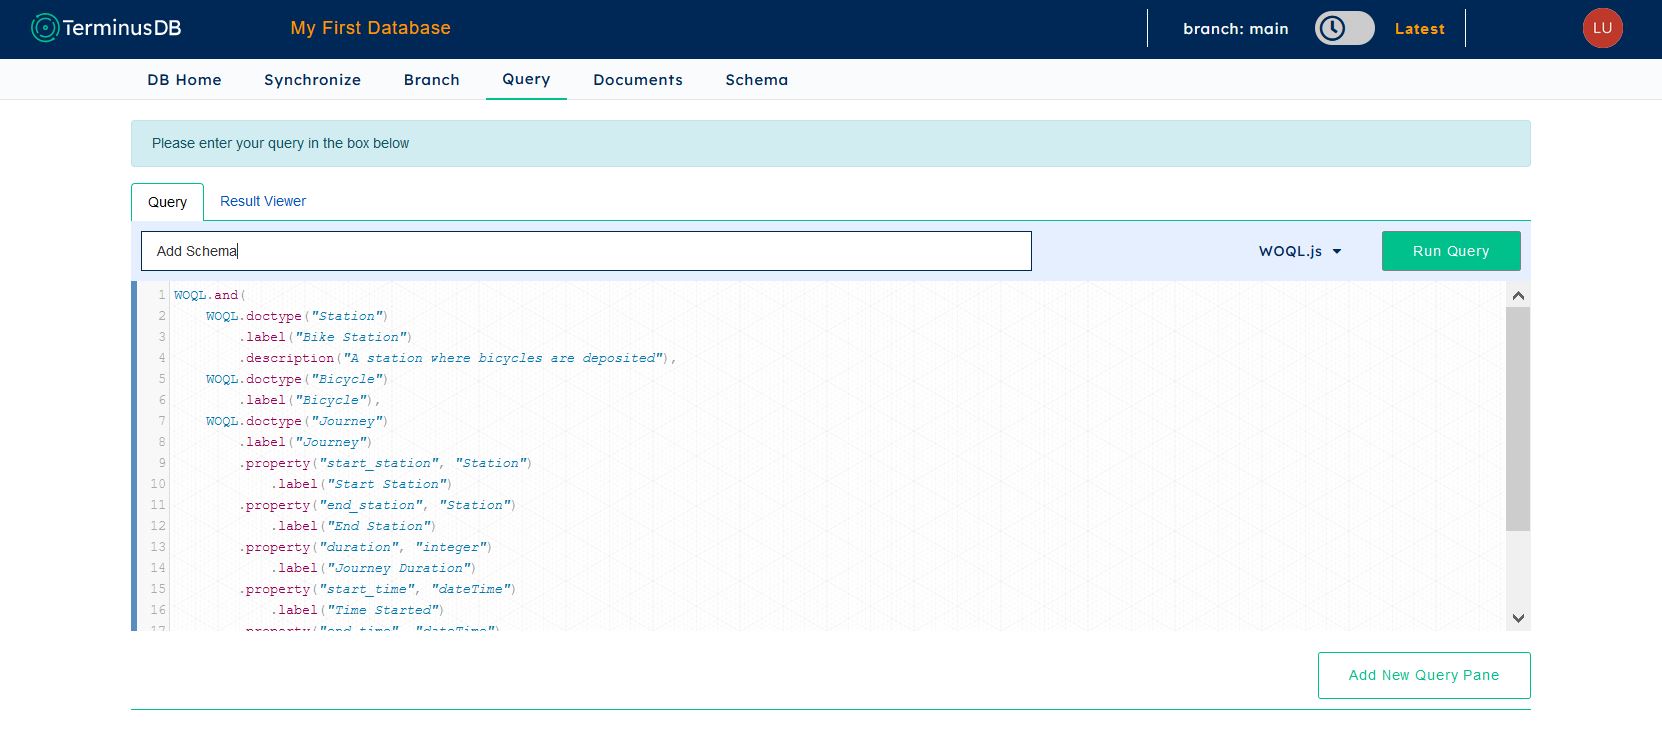 TerminusDB My First Database branch: main Latest LU
DB Home Synchronize Branch Query Documents Schema
Please enter your query in the box below
Query Result Viewer
Add Schema WOQL.js Run Query
1 WOQL.and(
2 WOQL.doctype("Station")
3 .label("Bike Station")
4 .description("A station where bicycles are deposited"),
5 WOQL.doctype("Bicycle")
6 .label("Bicycle"),
7 WOQL.doctype("Journey")
8 .label("Journey")
9 .property("start_station", "Station")
10 .label("Start Station")
11 .property("end_station", "Station")
12 .label("End Station")
13 .property("duration", "integer")
14 .label("Journey Duration")
15 .property("start_time", "dateTime")
16 .label("Time Started")
17 .property("end_time", "dateTime")
Add New Query Pane